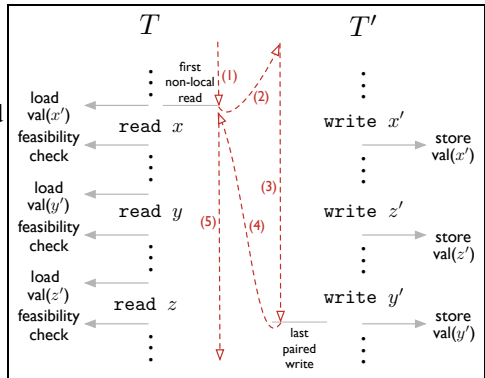 T
T′
first
non-local
read
(1)
(2)
load
val(x′)
read x
write x′
feasibility
check
store
val(x′)
load
val(y′)
read y
write z′
(3)
(5)
(4)
feasibility
check
store
val(z′)
load
val(z′)
read z
write y′
feasibility
check
last
paired
write
store
val(y′)